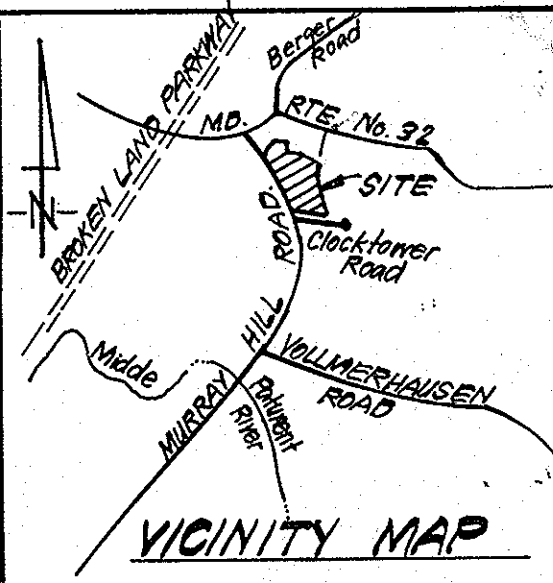 Berger
Road
MD. RTE. No. 32
BROKEN LAND PARKWAY
SITE
N
Clocktower
Road
MURRAY HILL ROAD
VOLLMERHAUSEN
ROAD
Midde
Patuxent
River
VICINITY MAP